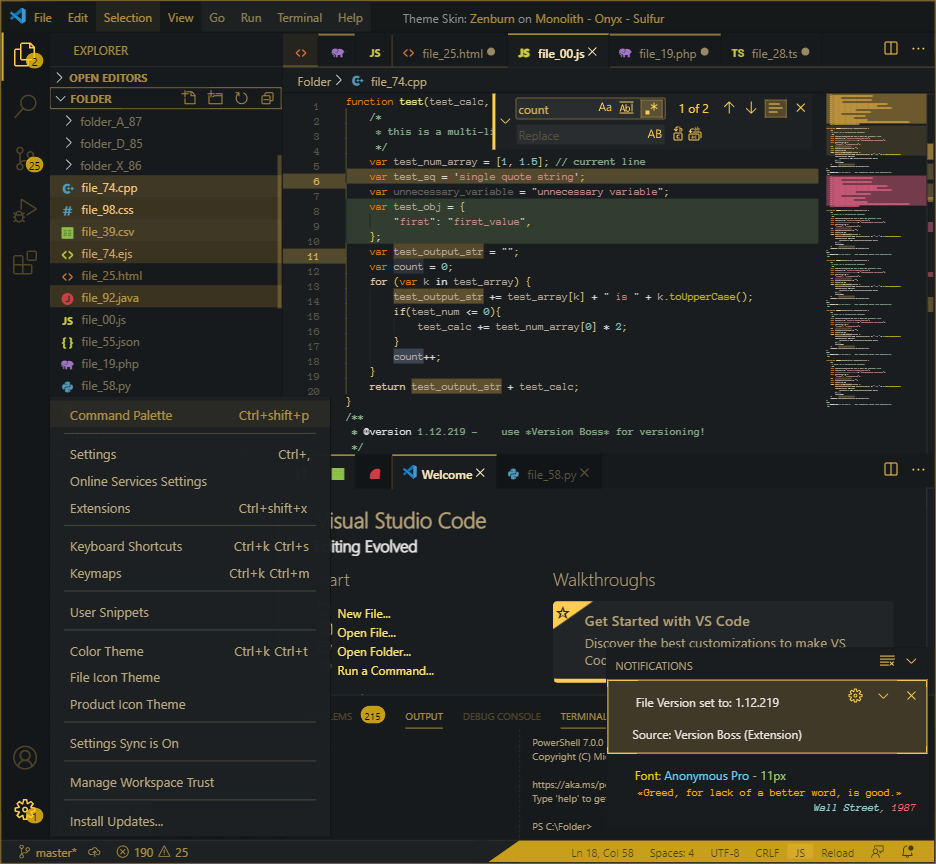 File Edit Selection View Go Run Terminal Help Theme Skin: Zenburn on Monolith - Onyx - Sulfur
2
EXPLORER
JS
file_25.html
JS file_00.js
file_19.php
TS file_28.ts
OPEN EDITORS
Folder > file_74.cpp
FOLDER
folder_A_87
folder_D_85
folder_X_86
25
file_74.cpp
# file_98.css
file_39.csv
file_74.ejs
file_25.html
file_92.java
JS file_00.js
{} file_55.json
file_19.php
file_58.py
count Aa Abl .* 1 of 2
Replace AB
1 function test(test_calc,
2 /*
3 * this is a multi-li
4 */
5 var test_num_array = [1, 1.5]; // current line
6 var test_sq = 'single quote string';
7 var unnecessary_variable = "unnecessary variable";
8 var test_obj = {
9 "first": "first_value",
10 };
11 var test_output_str = "";
12 var count = 0;
13 for (var k in test_array) {
14 test_output_str += test_array[k] + " is " + k.toUpperCase();
15 if(test_num <= 0){
16 test_calc += test_num_array[0] * 2;
17 }
18 count++;
19 }
20 return test_output_str + test_calc;
}
/**
* @version 1.12.219 - use *Version Boss* for versioning!
*/
Command Palette Ctrl+shift+p
Settings Ctrl+,
Online Services Settings
Extensions Ctrl+shift+x
Keyboard Shortcuts Ctrl+k Ctrl+s
Keymaps Ctrl+k Ctrl+m
User Snippets
Color Theme Ctrl+k Ctrl+t
File Icon Theme
Product Icon Theme
Settings Sync is On
Manage Workspace Trust
Install Updates...
1
Welcome
file_58.py
isual Studio Code
iting Evolved
art
New File...
Open File...
Open Folder...
Run a Command...
Walkthroughs
Get Started with VS Code
Discover the best customizations to make VS
Coc
NOTIFICATIONS
File Version set to: 1.12.219
Source: Version Boss (Extension)
Font: Anonymous Pro - 11px
«Greed, for lack of a better word, is good.»
Wall Street, 1987
LEMS 215 OUTPUT DEBUG CONSOLE TERMINAL
PowerShell 7.0.0
Copyright (C) Mi
https://aka.ms/p
Type 'help' to ge
PS C:\Folder>
master* 190 25 Ln 18, Col 58 Spaces: 4 UTF-8 CRLF JS Reload